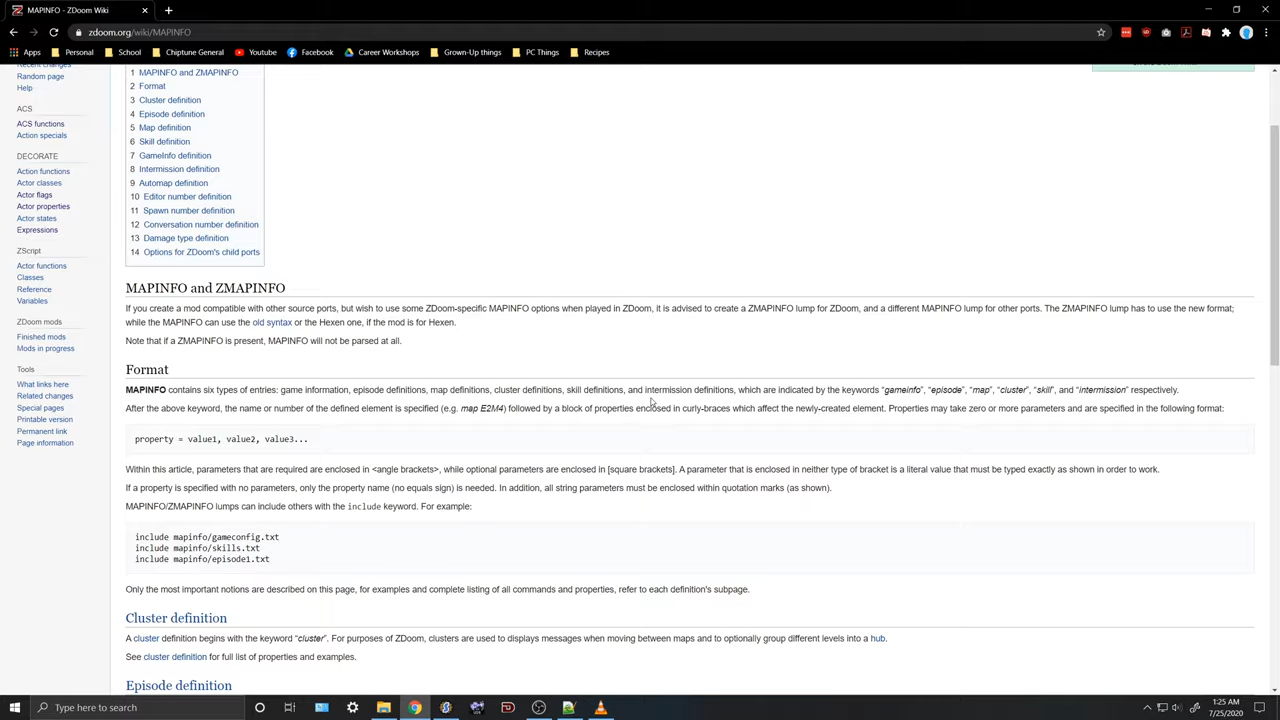 MAPINFO - ZDoom Wiki
zdoom.org/wiki/MAPINFO
Apps
Personal
School
Chiptune General
Youtube
Facebook
Career Workshops
Grown-Up things
PC Things
Recipes
Recent changes
Random page
Help
ACS
ACS functions
Action specials
DECORATE
Action functions
Actor classes
Actor flags
Actor properties
Actor states
Expressions
ZScript
Actor functions
Classes
Reference
Variables
ZDoom mods
Finished mods
Mods in progress
Tools
What links here
Related changes
Special pages
Printable version
Permanent link
Page information
1 MAPINFO and ZMAPINFO
2 Format
3 Cluster definition
4 Episode definition
5 Map definition
6 Skill definition
7 GameInfo definition
8 Intermission definition
9 Automap definition
10 Editor number definition
11 Spawn number definition
12 Conversation number definition
13 Damage type definition
14 Options for ZDoom's child ports
MAPINFO and ZMAPINFO
If you create a mod compatible with other source ports, but wish to use some ZDoom-specific MAPINFO options when played in ZDoom, it is advised to create a ZMAPINFO lump for ZDoom, and a different MAPINFO lump for other ports. The ZMAPINFO lump has to use the new format;
while the MAPINFO can use the old syntax or the Hexen one, if the mod is for Hexen.
Note that if a ZMAPINFO is present, MAPINFO will not be parsed at all.
Format
MAPINFO contains six types of entries: game information, episode definitions, map definitions, cluster definitions, skill definitions, and intermission definitions, which are indicated by the keywords “gameinfo”, “episode”, “map”, “cluster”, “skill”, and “intermission” respectively.
After the above keyword, the name or number of the defined element is specified (e.g. map E2M4) followed by a block of properties enclosed in curly-braces which affect the newly-created element. Properties may take zero or more parameters and are specified in the following format:
property = value1, value2, value3...
Within this article, parameters that are required are enclosed in <angle brackets>, while optional parameters are enclosed in [square brackets]. A parameter that is enclosed in neither type of bracket is a literal value that must be typed exactly as shown in order to work.
If a property is specified with no parameters, only the property name (no equals sign) is needed. In addition, all string parameters must be enclosed within quotation marks (as shown).
MAPINFO/ZMAPINFO lumps can include others with the include keyword. For example:
include mapinfo/gameconfig.txt
include mapinfo/skills.txt
include mapinfo/episode1.txt
Only the most important notions are described on this page, for examples and complete listing of all commands and properties, refer to each definition's subpage.
Cluster definition
A cluster definition begins with the keyword “cluster”. For purposes of ZDoom, clusters are used to displays messages when moving between maps and to optionally group different levels into a hub.
See cluster definition for full list of properties and examples.
Episode definition
Type here to search
1:25 AM
7/25/2020